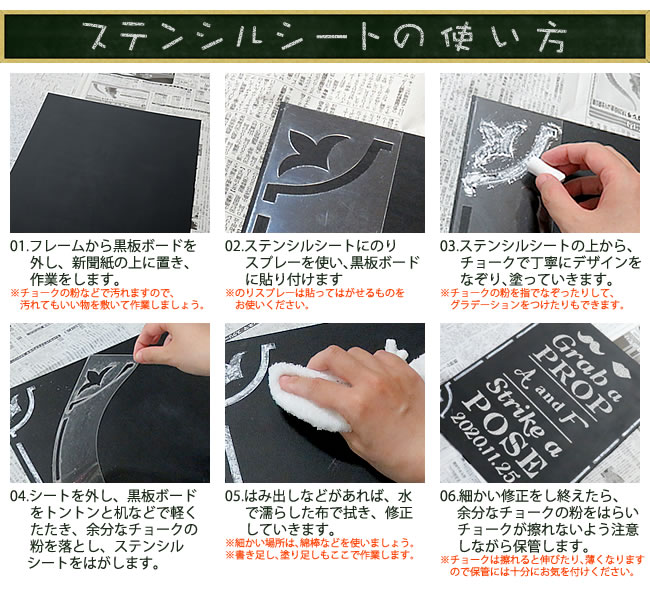 ステンシルシートの使い方
01.フレームから黒板ボードを
外し、新聞紙の上に置き、
作業をします。
※チョークの粉などで汚れますので、
汚れてもいい物を敷いて作業しましょう。
02.ステンシルシートにのり
スプレーを使い、黒板ボード
に貼り付けます
※のりスプレーは貼ってはがせるものを
お使いください。
03.ステンシルシートの上から、
チョークで丁寧にデザインを
なぞり、塗っていきます。
※チョークの粉を指でなぞったりして、
グラデーションをつけたりもできます。
Grab a
PROP
A and F
Strike a
POSE
2020.11.25
04.シートを外し、黒板ボード
をトントンと机などで軽く
たたき、余分なチョークの
粉を落とし、ステンシル
シートをはがします。
05.はみ出しなどがあれば、水
で濡らした布で拭き、修正
していきます。
※細かい場所は、綿棒などを使いましょう。
※書き足し、塗り足しもここで作業します。
06.細かい修正をし終えたら、
余分なチョークの粉をはらい
チョークが擦れないよう注意
しながら保管します。
※チョークは擦れると伸びたり、薄くなります
ので保管には十分にお気を付けください。